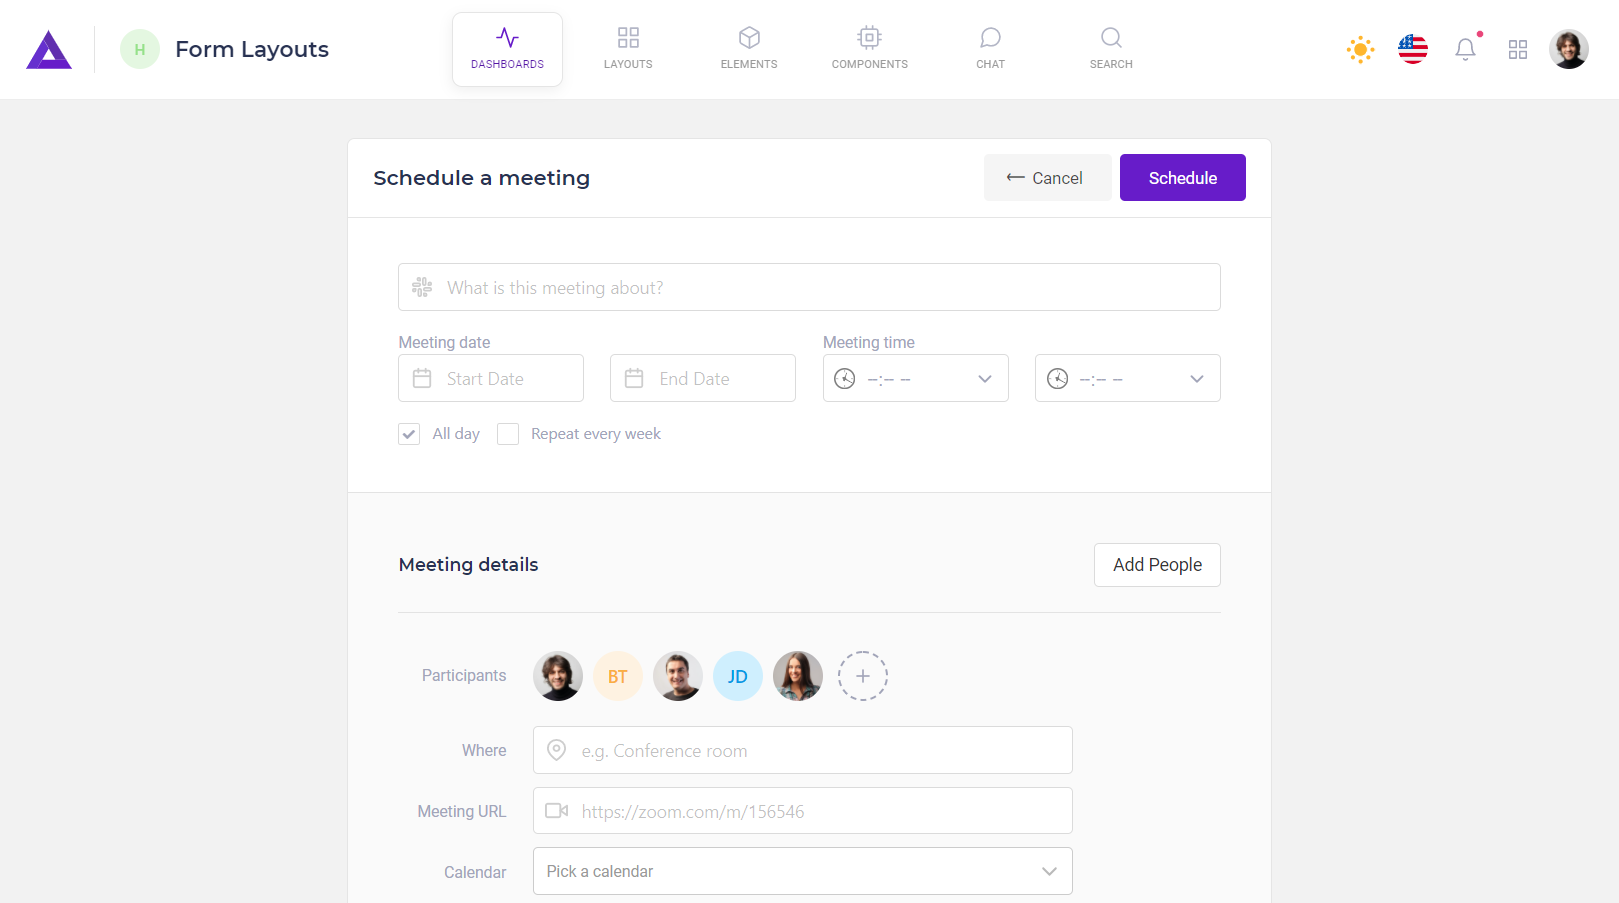 H
Form Layouts
DASHBOARDS
LAYOUTS
ELEMENTS
COMPONENTS
CHAT
SEARCH
Schedule a meeting
Cancel
Schedule
What is this meeting about?
Meeting date
Meeting time
Start Date
End Date
--:-- --
--:-- --
All day
Repeat every week
Meeting details
Add People
Participants
BT
JD
Where
e.g. Conference room
Meeting URL
https://zoom.com/m/156546
Calendar
Pick a calendar